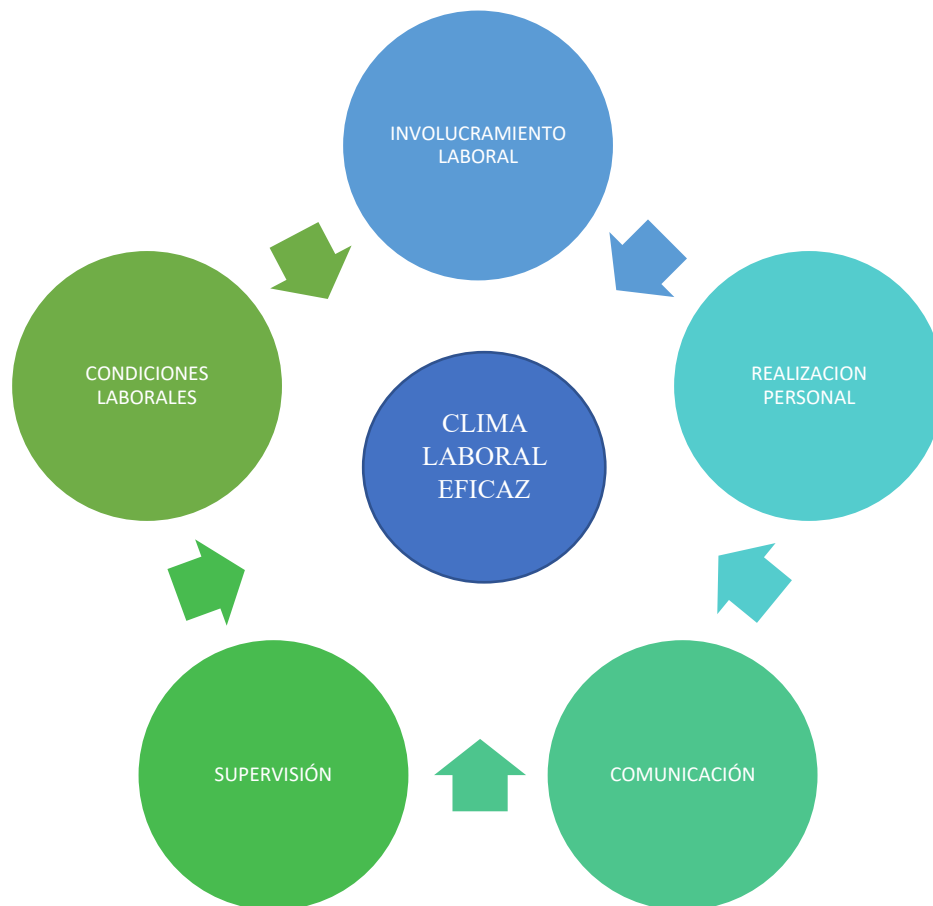 INVOLUCRAMIENTO
LABORAL
CONDICIONES
LABORALES
REALIZACION
PERSONAL
CLIMA
LABORAL
EFICAZ
SUPERVISIÓN
COMUNICACIÓN